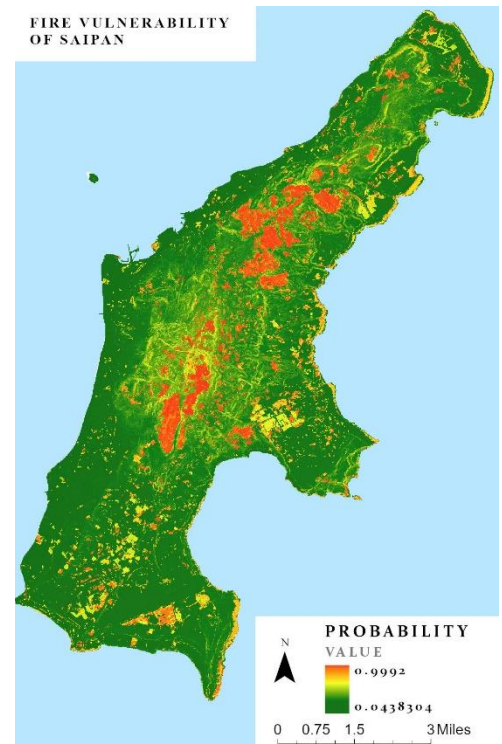 FIRE VULNERABILITY
OF SAIPAN
N
PROBABILITY
VALUE
0.9992
0.0438304
0 0.75 1.5 3 Miles